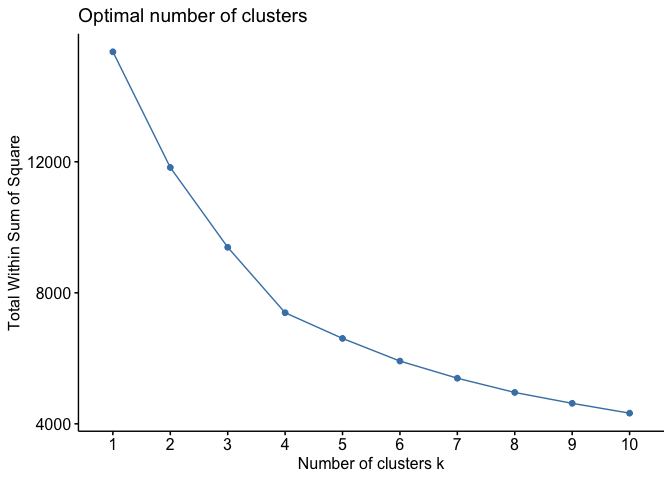 Optimal number of clusters
Total Within Sum of Square
12000
8000
4000
1 2 3 4 5 6 7 8 9 10
Number of clusters k